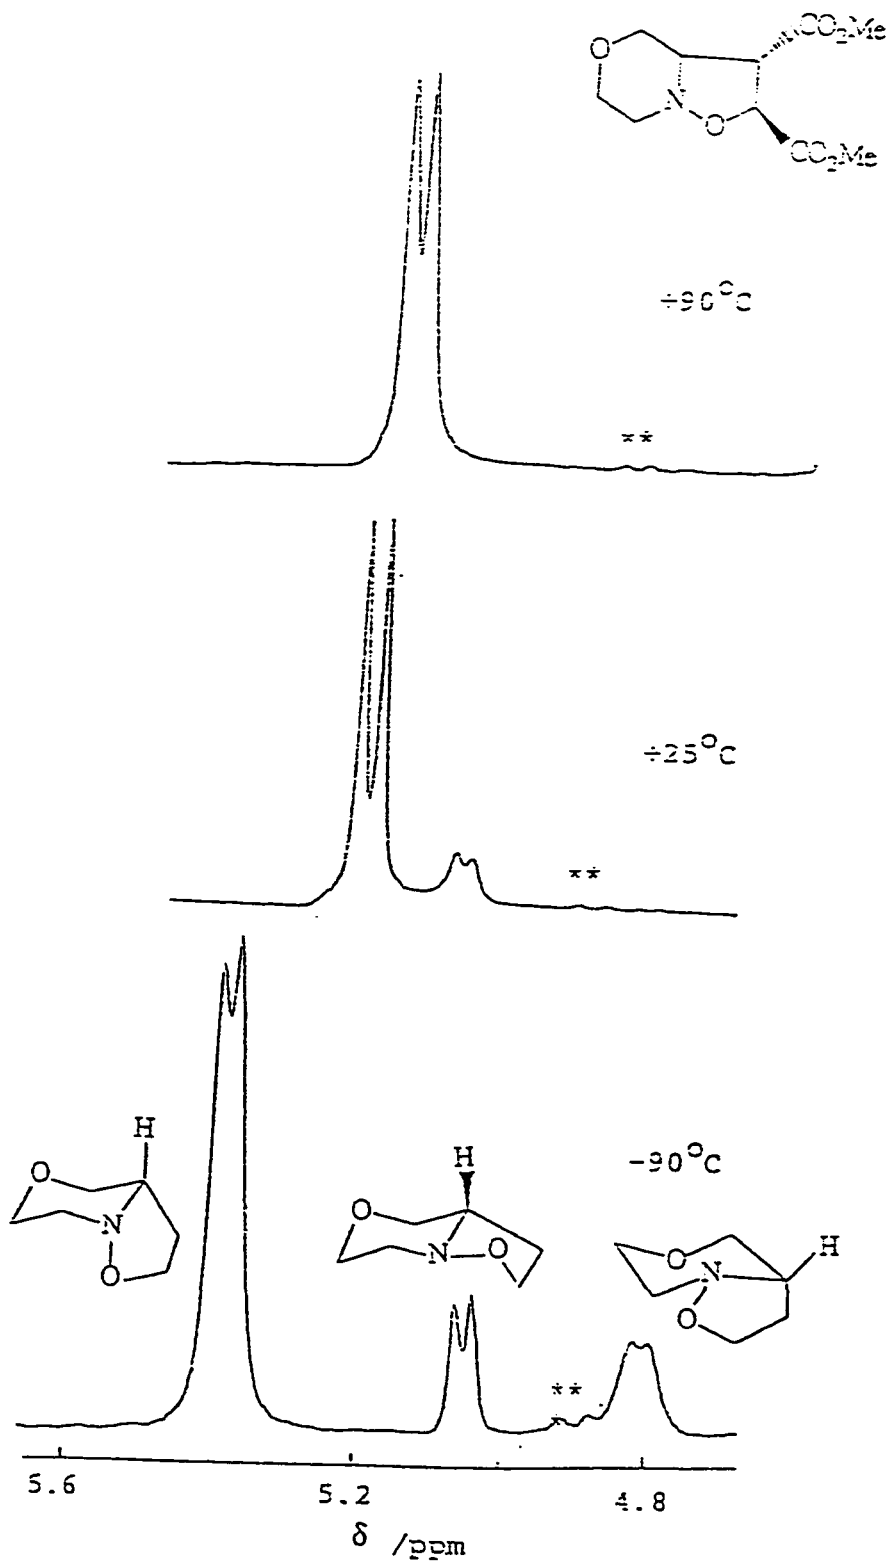 CO₂Me
O
N
O
CO₂Me
+90°C
**
+25°C
**
H
O
N
O
H
O
N
O
-90°C
H
O
N
O
**
5.6
5.2
4.8
δ /ppm